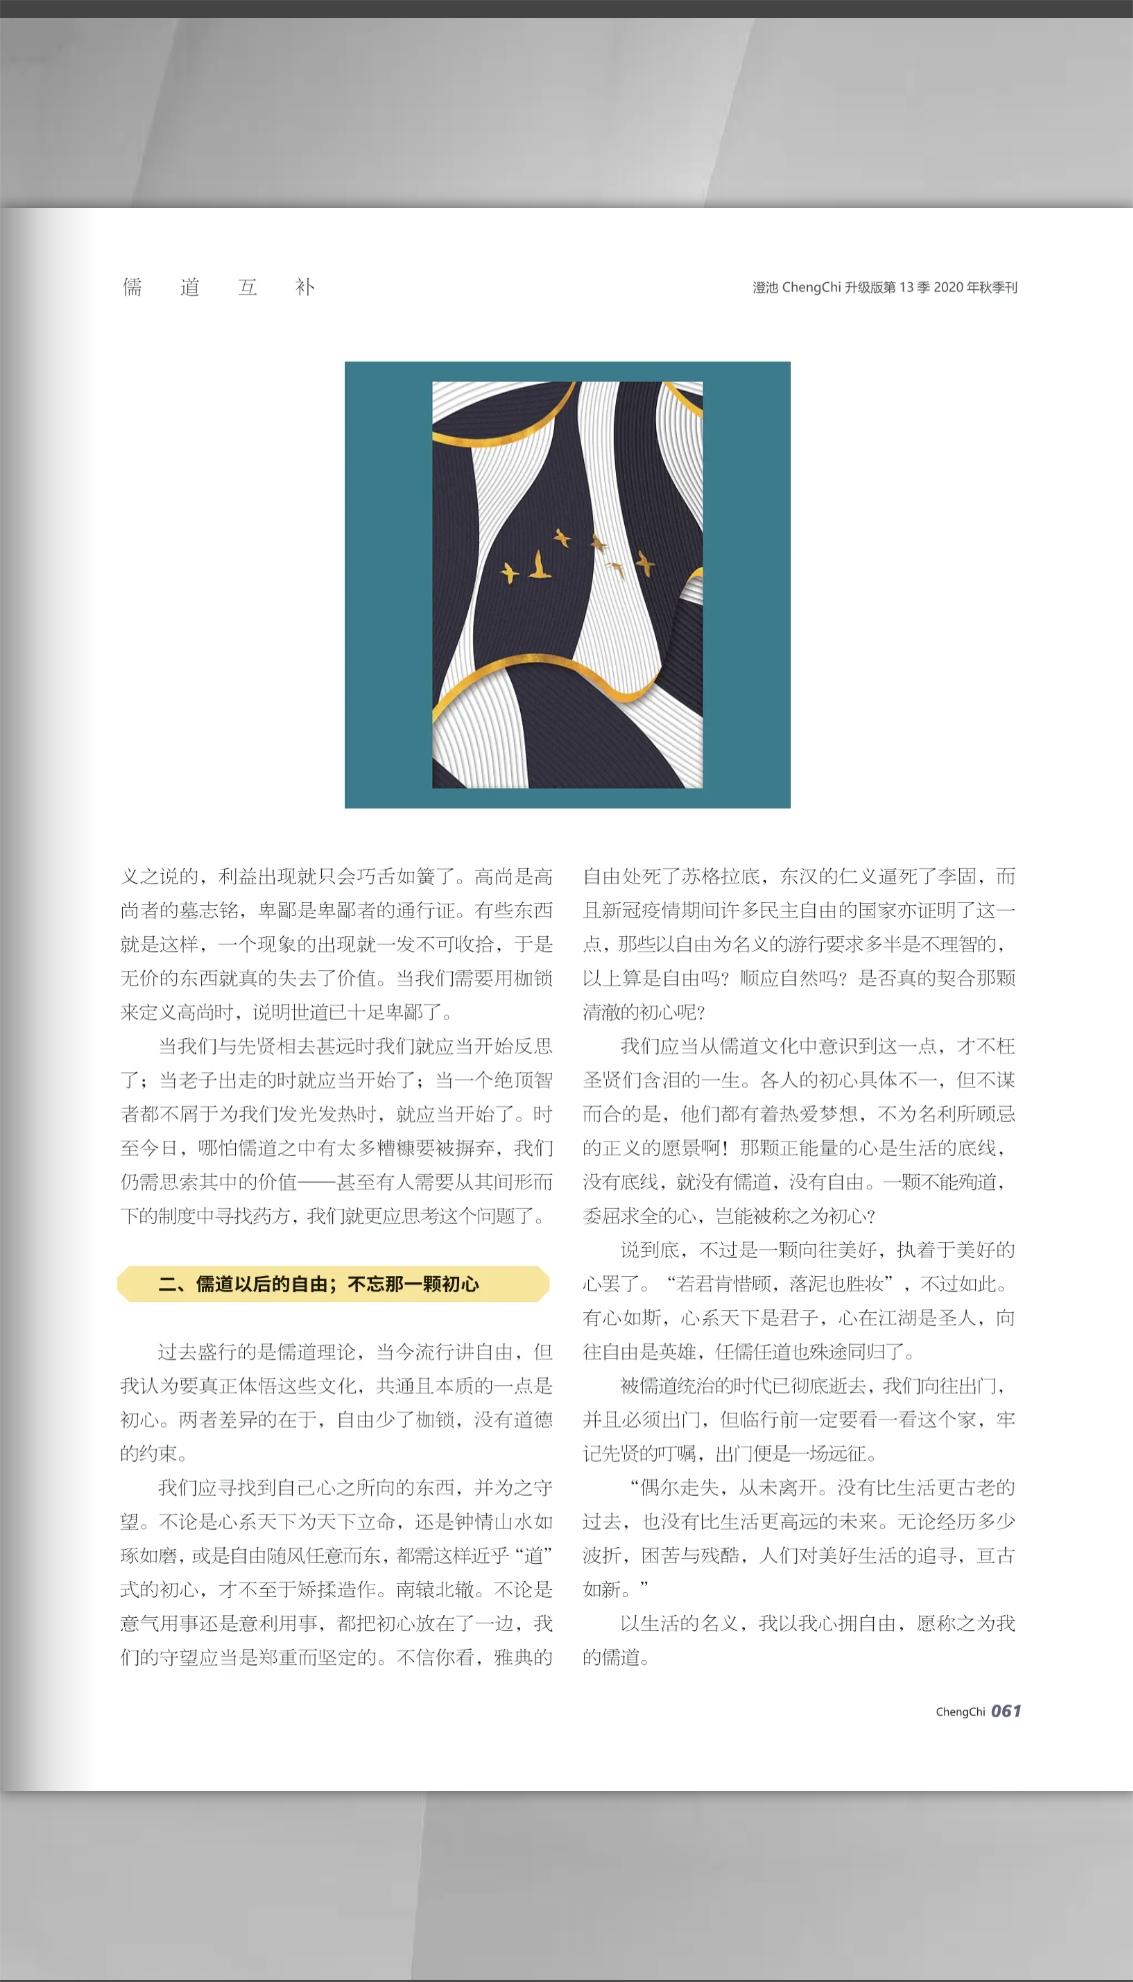 儒道互补
澄池 ChengChi 升级版第 13 季 2020 年秋季刊
义之说的，利益出现就只会巧舌如簧了。高尚是高
尚者的墓志铭，卑鄙是卑鄙者的通行证。有些东西
就是这样，一个现象的出现就一发不可收拾，于是
无价的东西就真的失去了价值。当我们需要用枷锁
来定义高尚时，说明世道已十足卑鄙了。
当我们与先贤相去甚远时我们就应当开始反思
了；当老子出走的时就应当开始了；当一个绝顶智
者都不屑于为我们发光发热时，就应当开始了。时
至今日，哪怕儒道之中有太多糟糠要被摒弃，我们
仍需思索其中的价值——甚至有人需要从其间形而
下的制度中寻找药方，我们就更应思考这个问题了。
二、儒道以后的自由；不忘那一颗初心
过去盛行的是儒道理论，当今流行讲自由，但
我认为要真正体悟这些文化，共通且本质的一点是
初心。两者差异的在于，自由少了枷锁，没有道德
的约束。
我们应寻找到自己心之所向的东西，并为之守
望。不论是心系天下为天下立命，还是钟情山水如
琢如磨，或是自由随风任意而东，都需这样近乎“道”
式的初心，才不至于矫揉造作。南辕北辙。不论是
意气用事还是意利用事，都把初心放在了一边，我
们的守望应当是郑重而坚定的。不信你看，雅典的
自由处死了苏格拉底，东汉的仁义逼死了李固，而
且新冠疫情期间许多民主自由的国家亦证明了这一
点，那些以自由为名义的游行要求多半是不理智的，
以上算是自由吗？顺应自然吗？是否真的契合那颗
清澈的初心呢？
我们应当从儒道文化中意识到这一点，才不枉
圣贤们含泪的一生。各人的初心具体不一，但不谋
而合的是，他们都有着热爱梦想，不为名利所顾忌
的正义的愿景啊！那颗正能量的心是生活的底线，
没有底线，就没有儒道，没有自由。一颗不能殉道，
委屈求全的心，岂能被称之为初心？
说到底，不过是一颗向往美好，执着于美好的
心罢了。“若君肯惜顾，落泥也胜妆”，不过如此。
有心如斯，心系天下是君子，心在江湖是圣人，向
往自由是英雄，任儒任道也殊途同归了。
被儒道统治的时代已彻底逝去，我们向往出门，
并且必须出门，但临行前一定要看一看这个家，牢
记先贤的叮嘱，出门便是一场远征。
“偶尔走失，从未离开。没有比生活更古老的
过去，也没有比生活更高远的未来。无论经历多少
波折，困苦与残酷，人们对美好生活的追寻，亘古
如新。”
以生活的名义，我以我心拥自由，愿称之为我
的儒道。
ChengChi 061